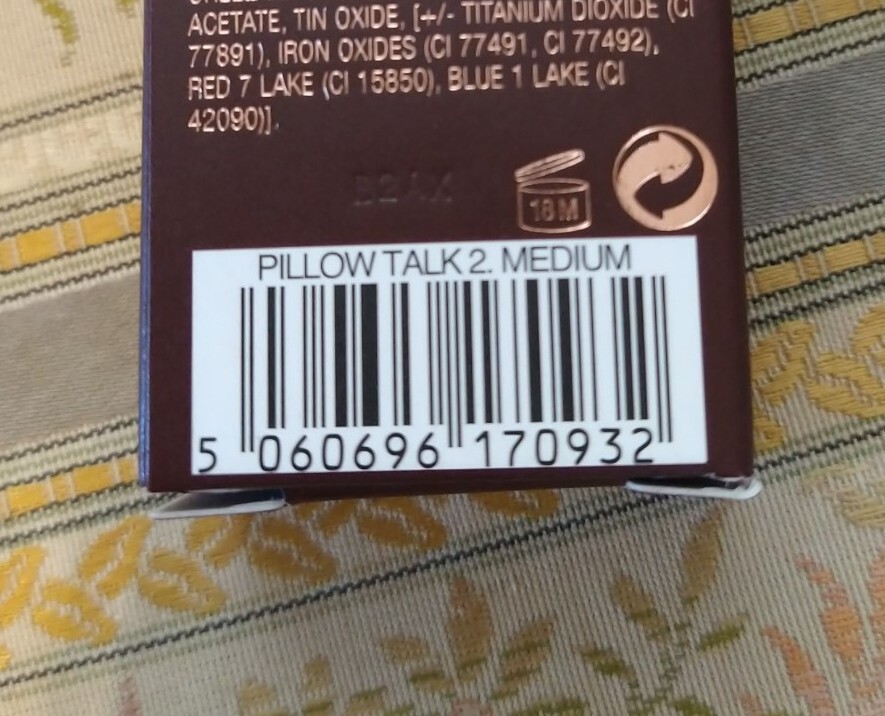 ACETATE, TIN OXIDE, [+/- TITANIUM DIOXIDE (CI
77891), IRON OXIDES (CI 77491, CI 77492),
RED 7 LAKE (CI 15850), BLUE 1 LAKE (CI
42090)].
18M
PILLOW TALK 2. MEDIUM
5 060696 170932